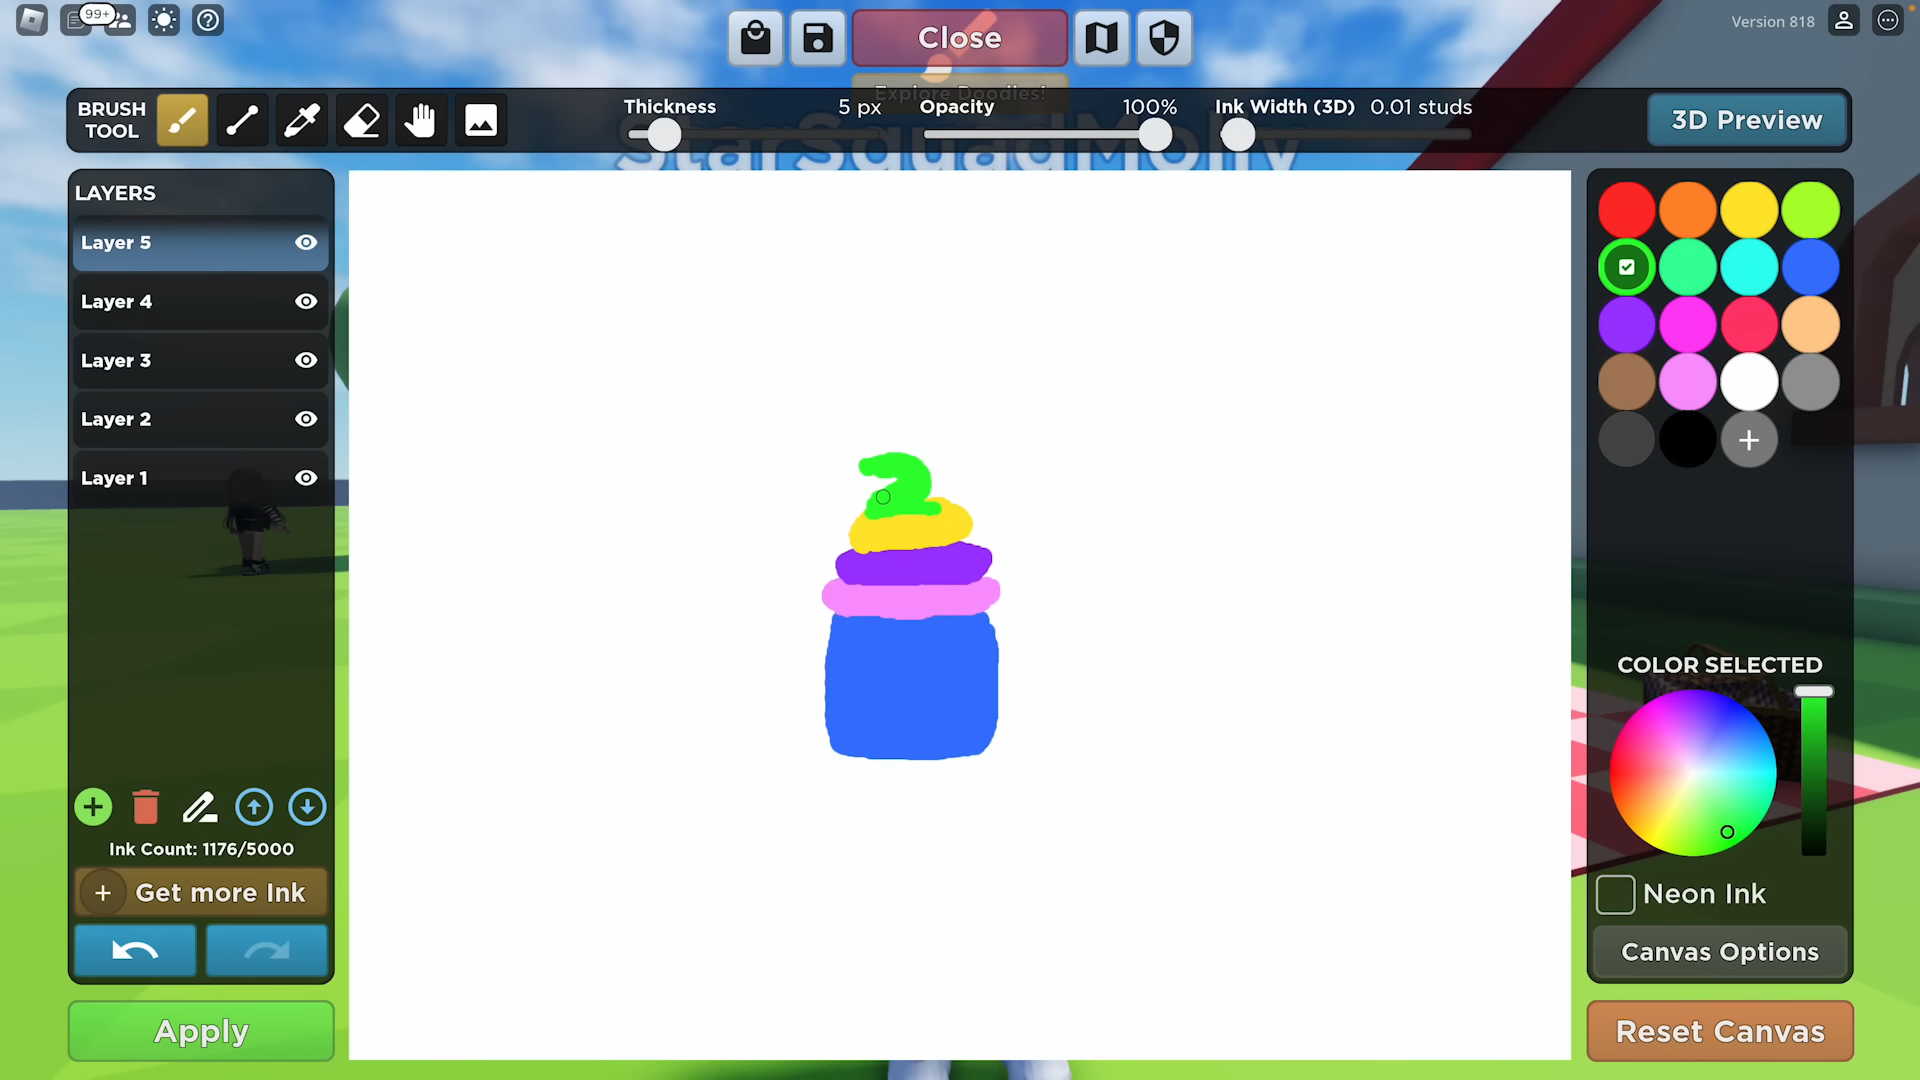 99+
Close
Version 818
Explore Doodles!
BRUSH
TOOL
Thickness
5 px
Opacity
100%
Ink Width (3D)
0.01 studs
3D Preview
StarSquadMolly
LAYERS
Layer 5
Layer 4
Layer 3
Layer 2
Layer 1
COLOR SELECTED
Ink Count: 1176/5000
Get more Ink
Neon Ink
Canvas Options
Apply
Reset Canvas